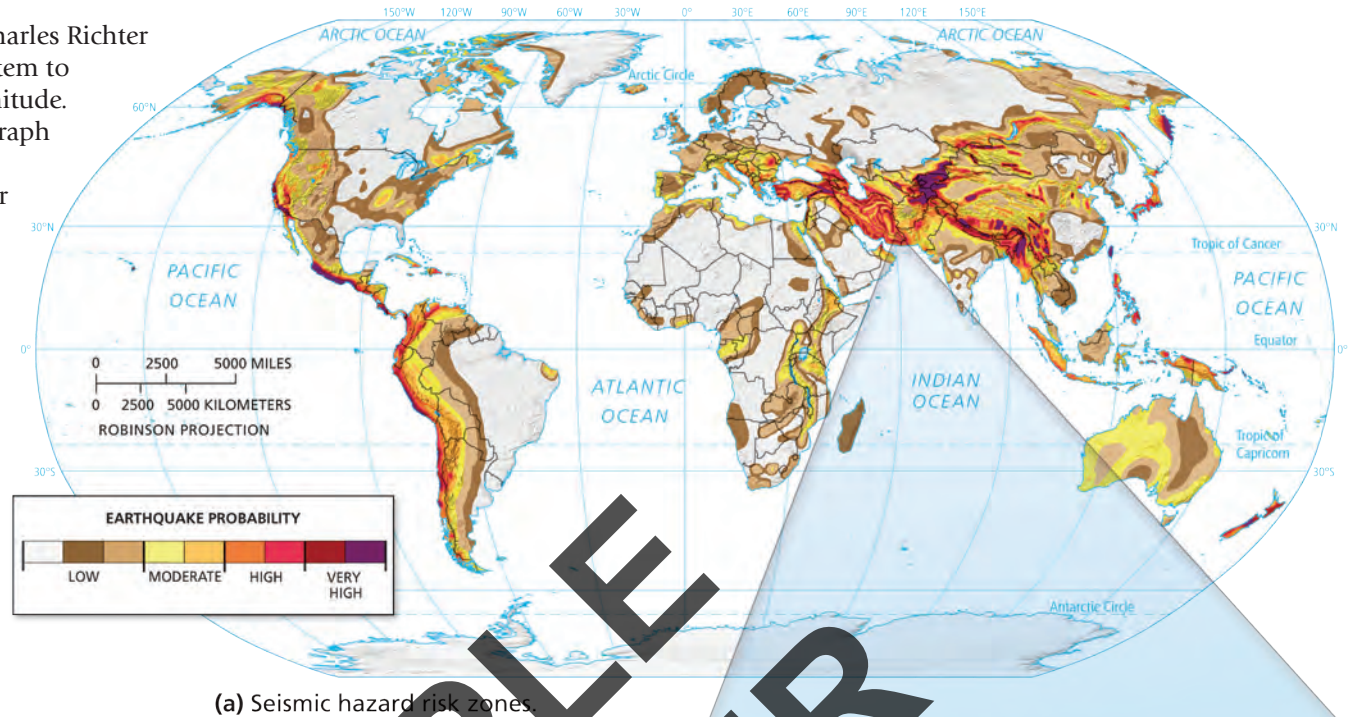 harles Richter
tem to
nitude.
raph
r
150°W 120°W 90°W 60°W 30°W 0° 30°E 60°E 90°E 120°E 150°E
ARCTIC OCEAN
ARCTIC OCEAN
Arctic Circle
60°N
30°N
30°N
Tropic of Cancer
PACIFIC
OCEAN
PACIFIC
OCEAN
Equator
0°
0°
0 2500 5000 MILES
0 2500 5000 KILOMETERS
ROBINSON PROJECTION
ATLANTIC
OCEAN
INDIAN
OCEAN
Tropic of
Capricorn
30°S
30°S
EARTHQUAKE PROBABILITY
LOW MODERATE HIGH VERY
HIGH
Antarctic Circle
(a) Seismic hazard risk zones.
PLE
ER